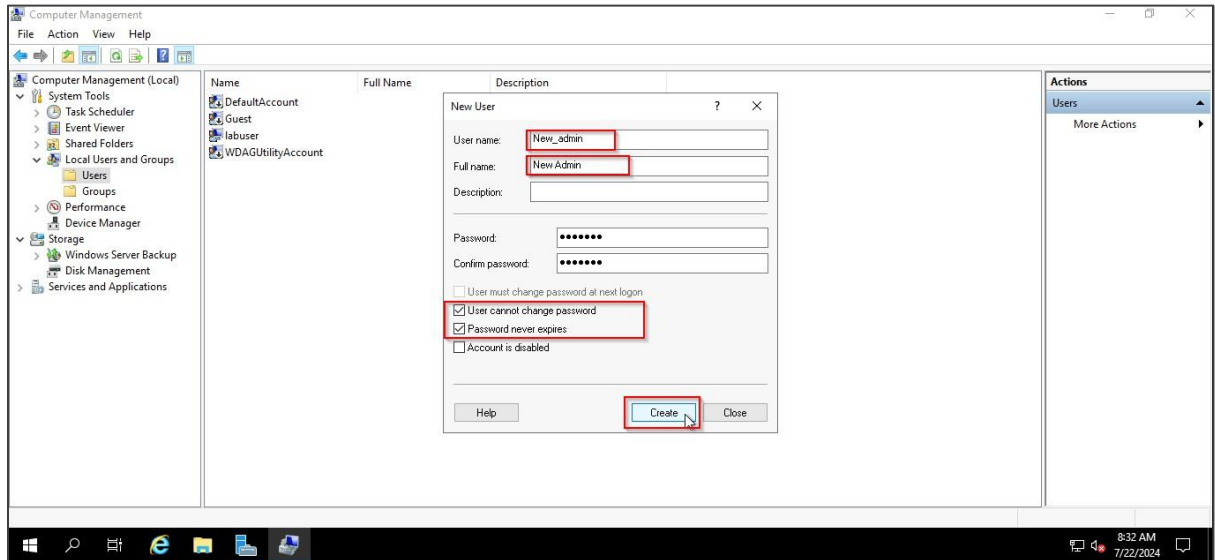 Computer Management
File Action View Help
Computer Management (Local)
System Tools
Task Scheduler
Event Viewer
Shared Folders
Local Users and Groups
Users
Groups
Performance
Device Manager
Storage
Windows Server Backup
Disk Management
Services and Applications
Name Full Name Description
DefaultAccount
Guest
labuser
WDAGUtilityAccount
New User ? ×
User name: New_admin
Full name: New Admin
Description:
Password: •••••••
Confirm password: •••••••
User must change password at next logon
User cannot change password
Password never expires
Account is disabled
Help Create Close
Actions
Users
More Actions
8:32 AM
7/22/2024